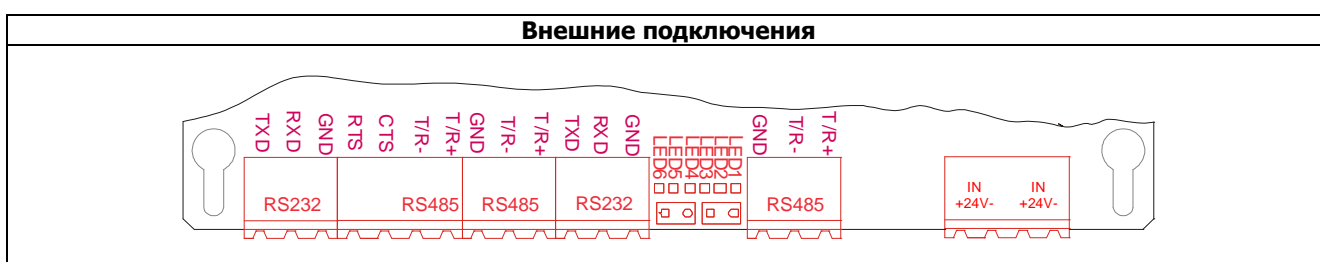 Внешние подключения
TXD
RXD
GND
RTS
CTS
T/R-
T/R+
GND
T/R-
T/R+
TXD
RXD
GND
LED6
LED5
LED4
LED3
LED2
LED1
GND
T/R-
T/R+
RS232
RS485
RS485
RS232
RS485
IN
+24V-
IN
+24V-